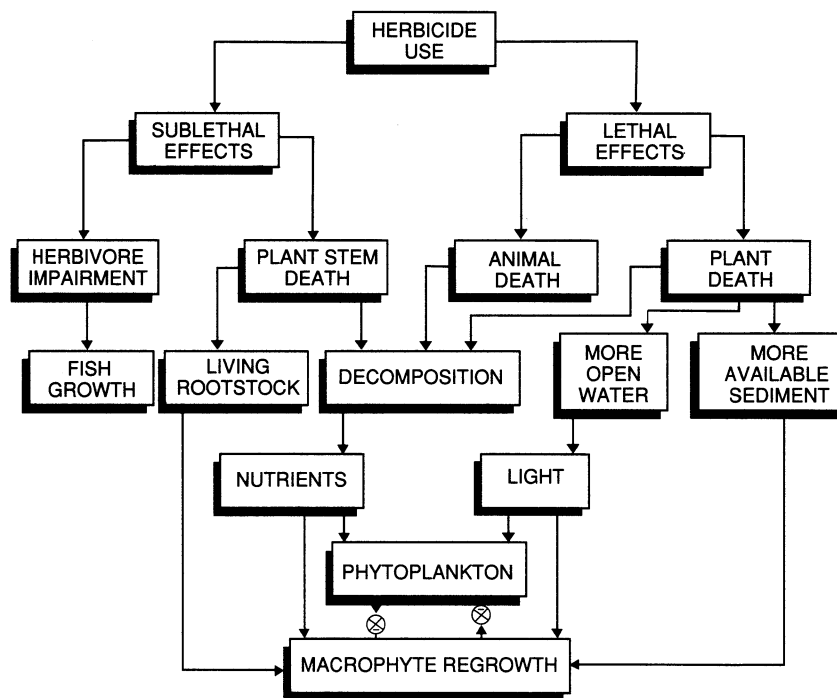 HERBICIDE
USE
SUBLETHAL
EFFECTS
LETHAL
EFFECTS
HERBIVORE
IMPAIRMENT
PLANT STEM
DEATH
ANIMAL
DEATH
PLANT
DEATH
FISH
GROWTH
LIVING
ROOTSTOCK
DECOMPOSITION
MORE
OPEN
WATER
MORE
AVAILABLE
SEDIMENT
NUTRIENTS
LIGHT
PHYTOPLANKTON
MACROPHYTE REGROWTH